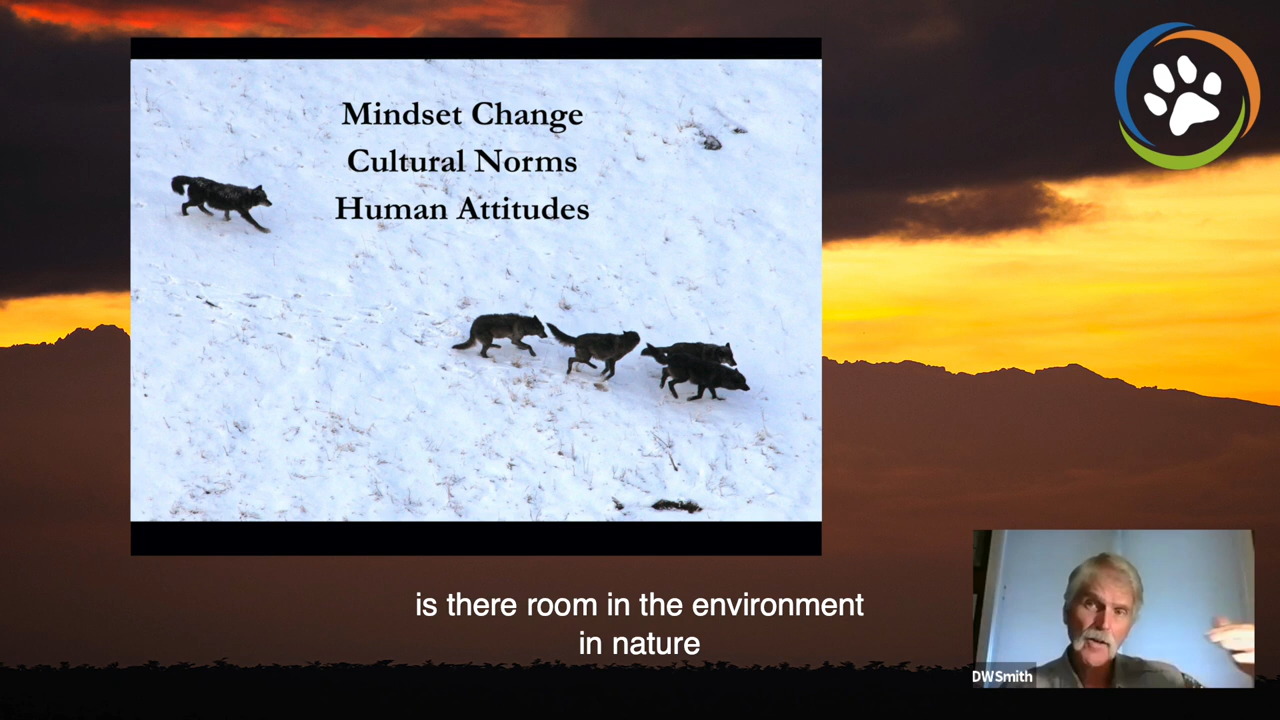 Mindset Change
Cultural Norms
Human Attitudes
is there room in the environment
in nature
DWSmith